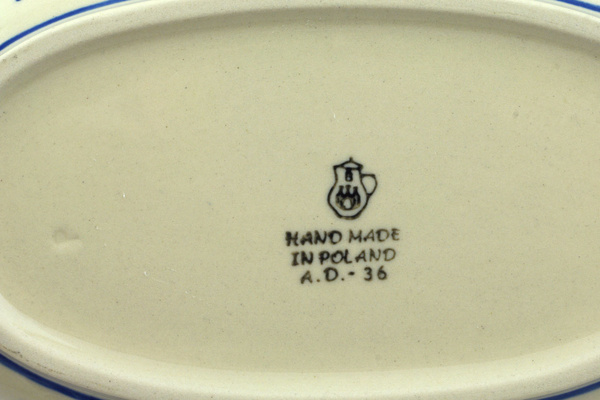 HAND MADE
IN POLAND
A.D.- 36